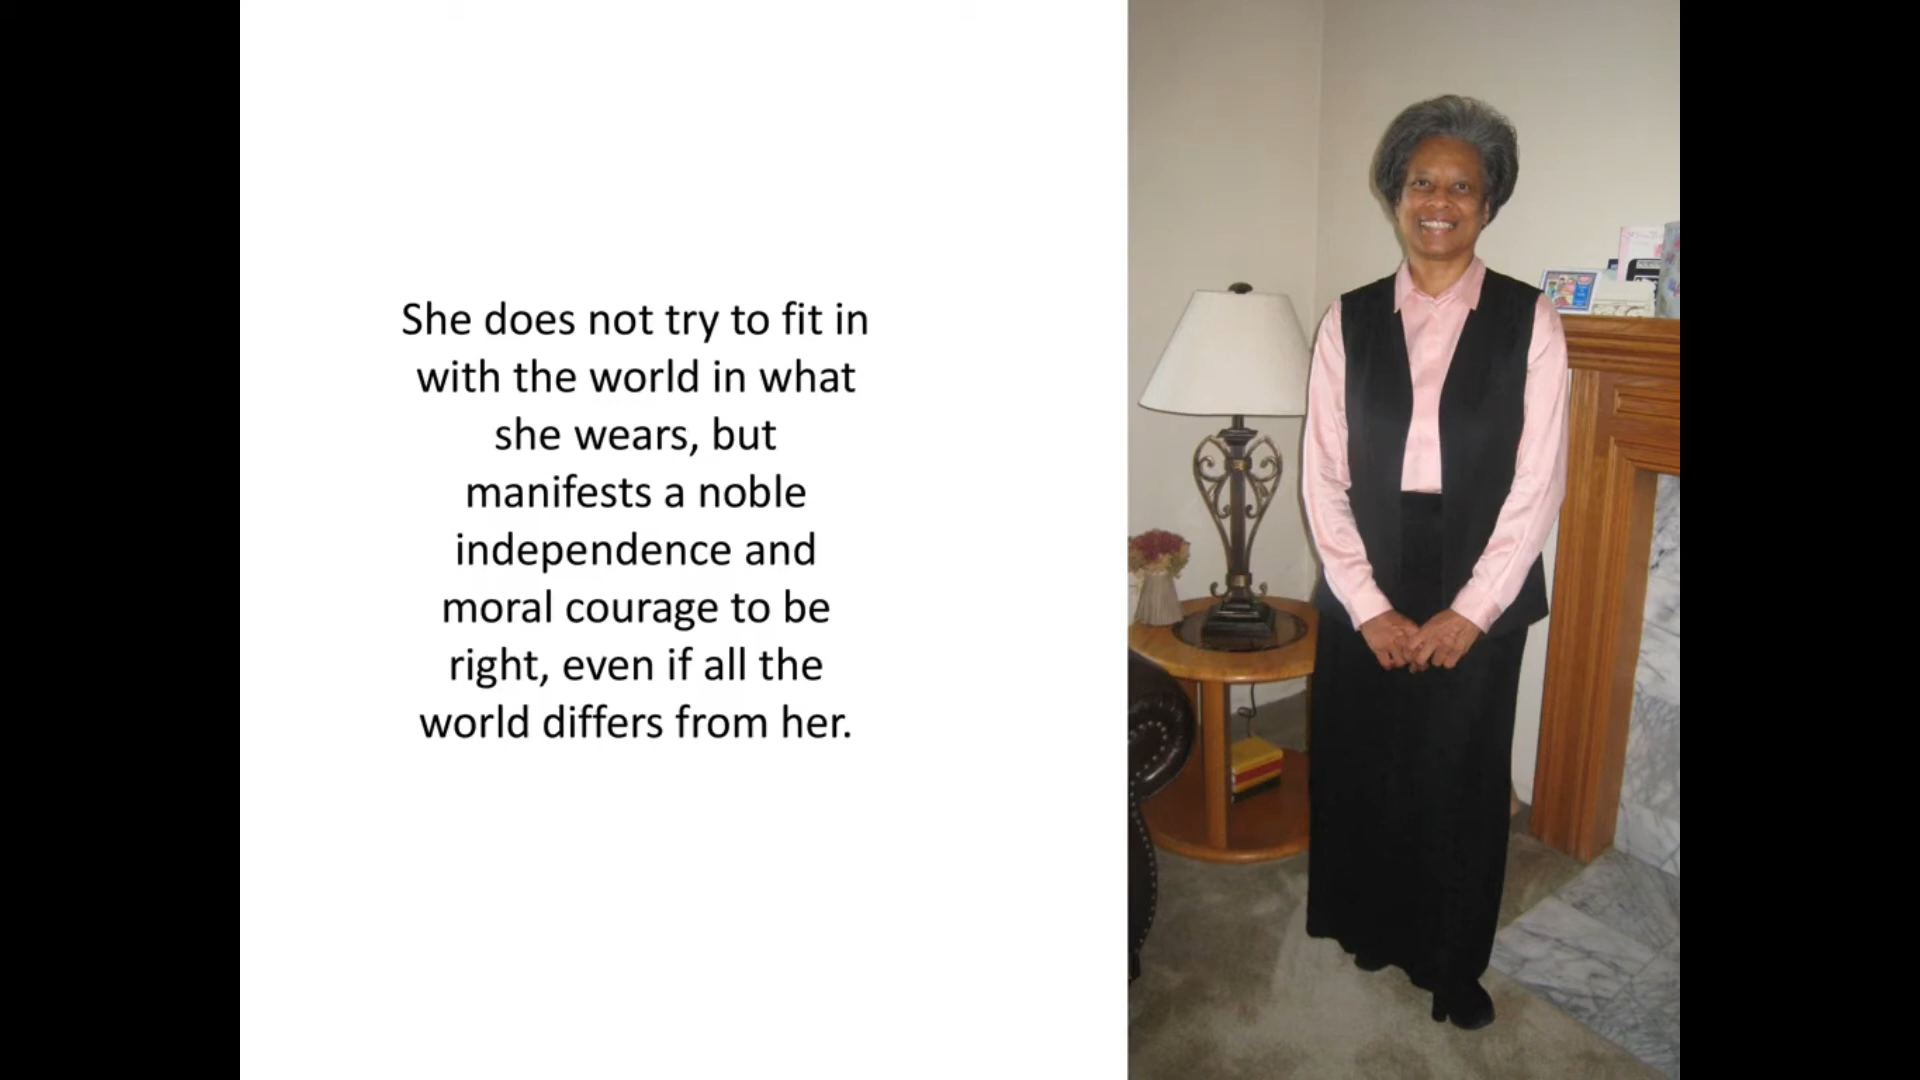 She does not try to fit in
with the world in what
she wears, but
manifests a noble
independence and
moral courage to be
right, even if all the
world differs from her.